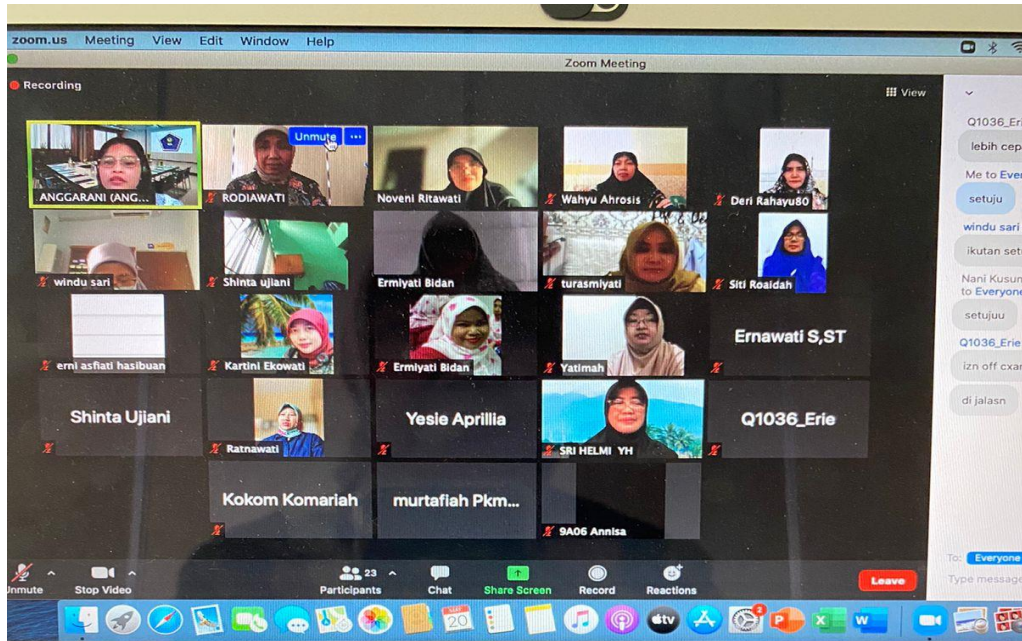 zoom.us Meeting View Edit Window Help
Zoom Meeting
Recording
View
Unmute
ANGGARANI (ANG...
RODIAWATI
Noveni Ritawati
Wahyu Ahrosis
Deri Rahayu80
windu sari
Shinta ujiani
Ermiyati Bidan
turasmiyati
Siti Roaidah
erni asfiati hasibuan
Kartini Ekowati
Ermiyati Bidan
Yatimah
Ernawati S,ST
Shinta Ujiani
Ratnawati
Yesie Aprillia
SRI HELMI YH
Q1036_Erie
Kokom Komariah
murtafiah Pkm...
9A06 Annisa
Q1036_Eri
lebih cep
Me to Ever
setuju
windu sari
ikutan set
Nani Kusun
to Everyone
setujuu
Q1036_Erie
izn off cxar
di jalasn
To: Everyone
Type message
Unmute
Stop Video
23
Participants
Chat
Share Screen
Record
Reactions
Leave
20
tv
2
P
X
W